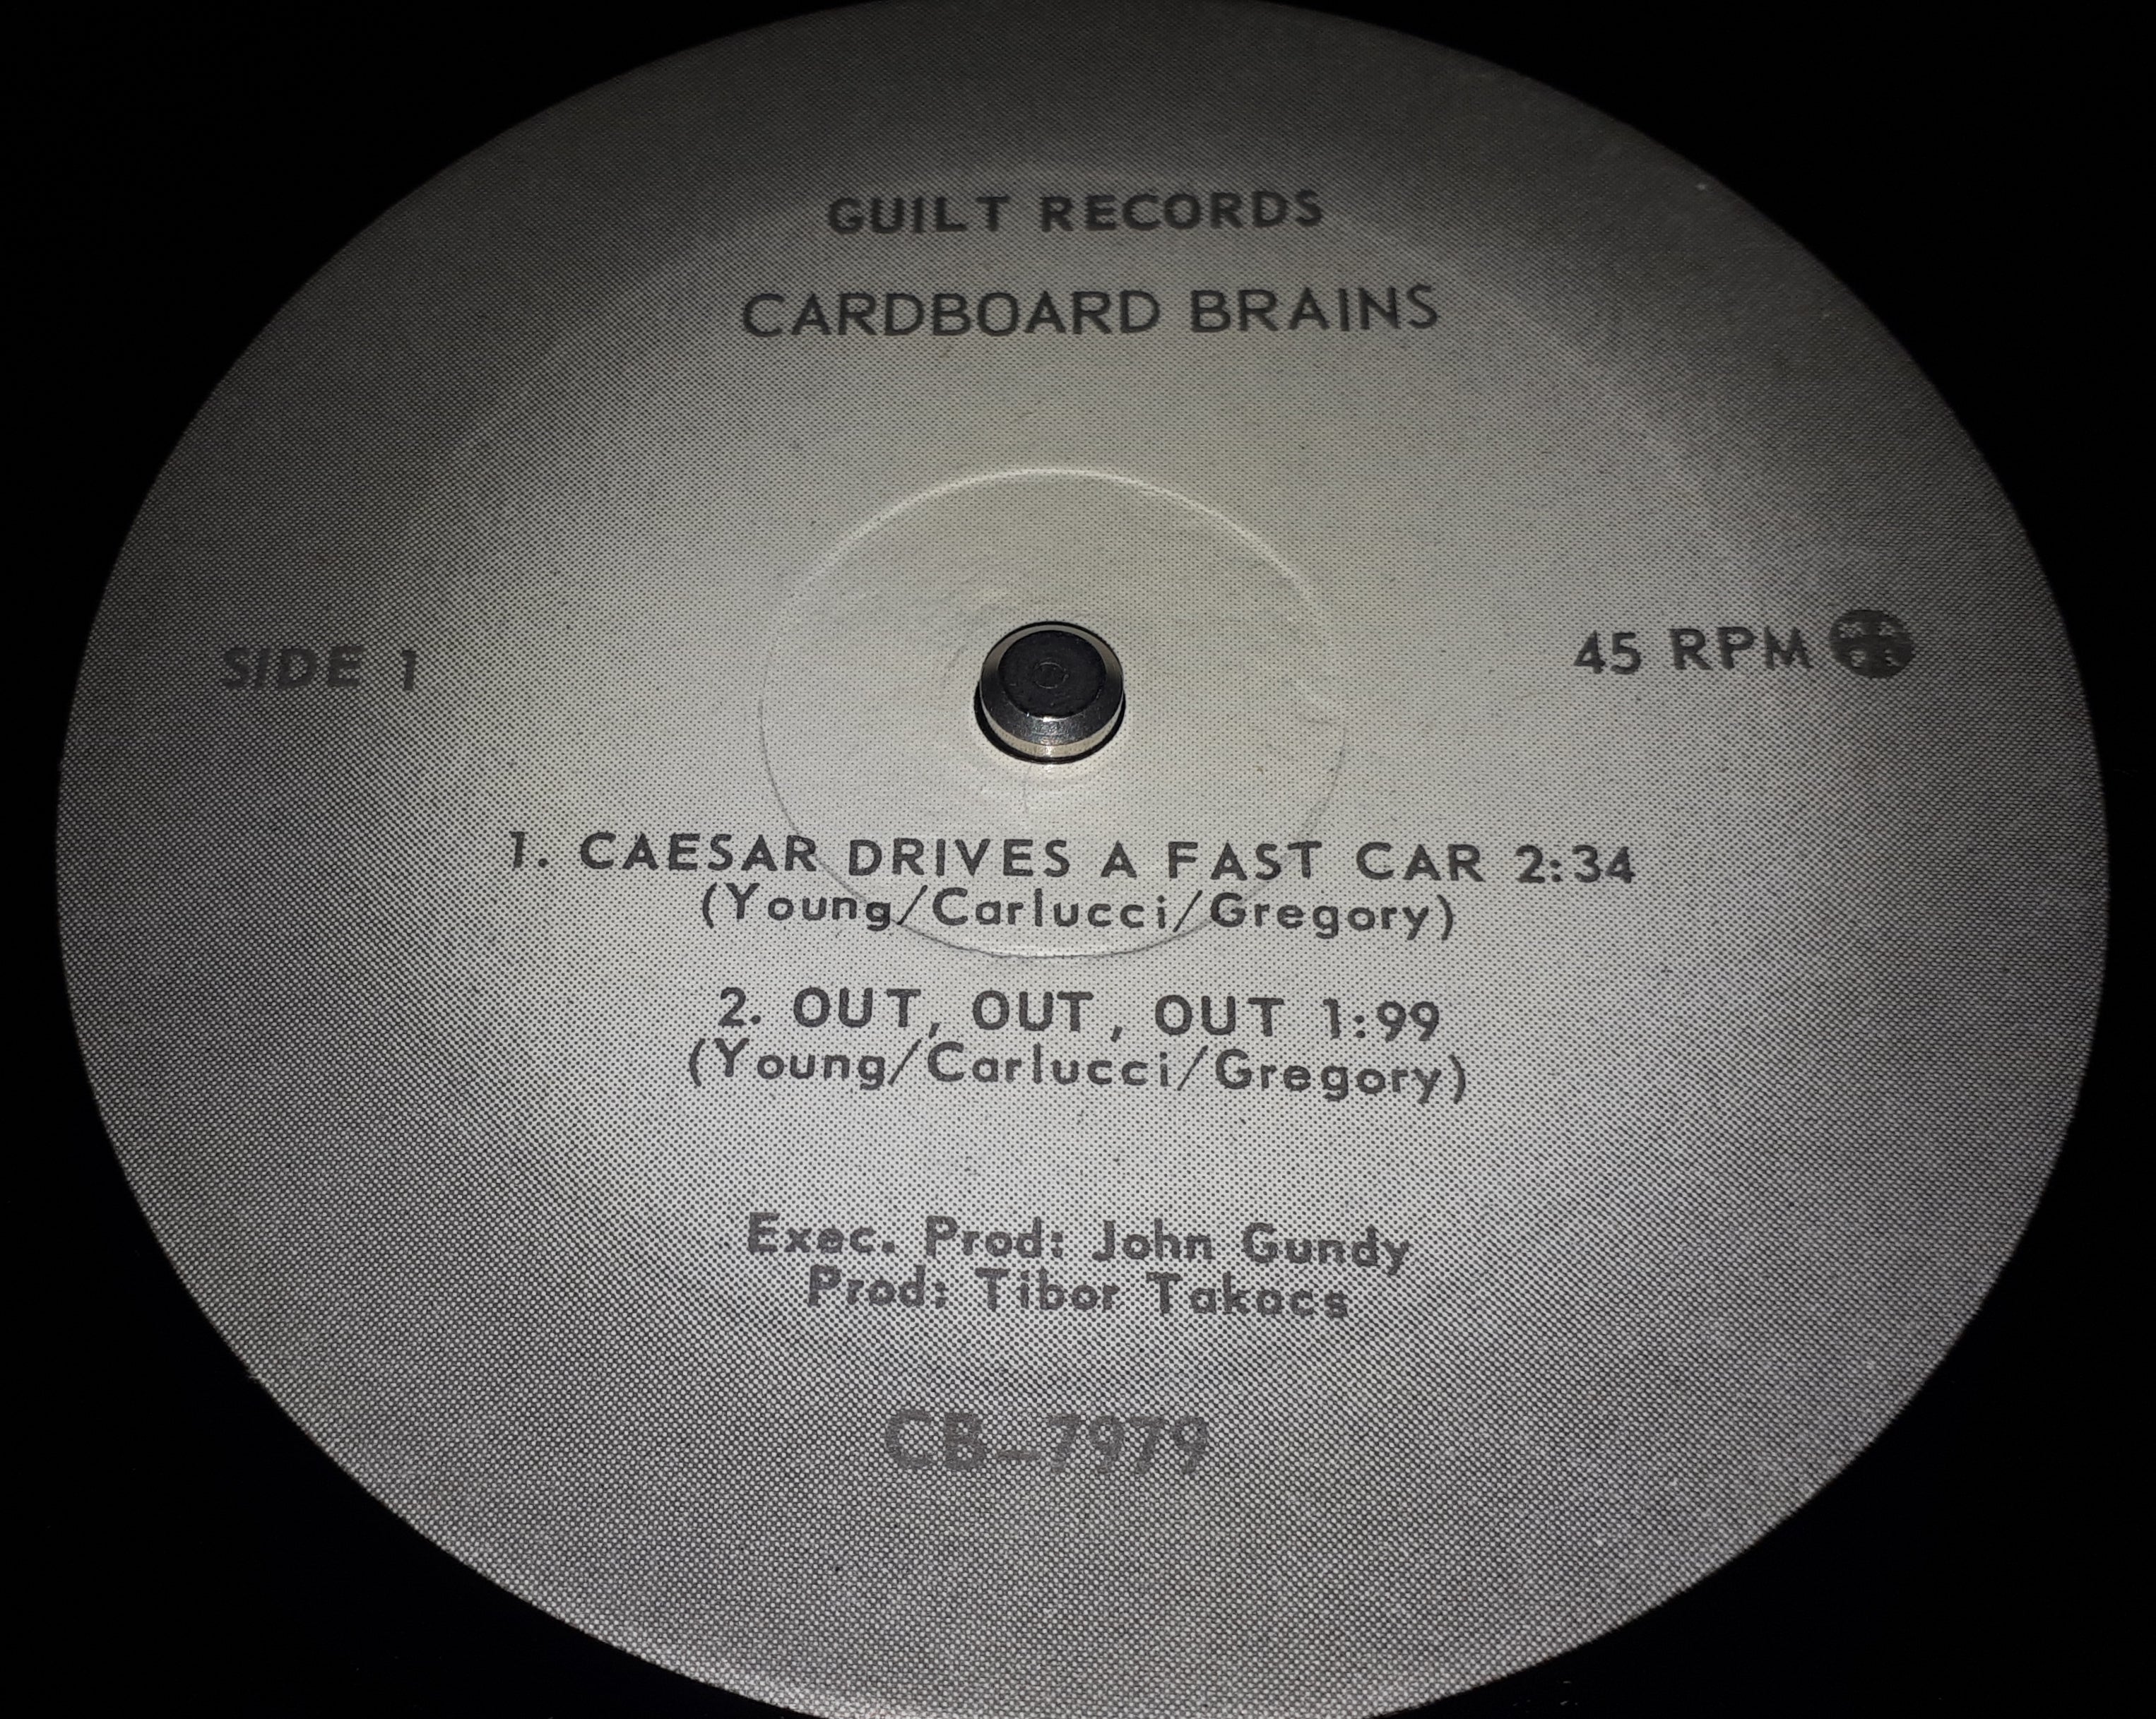 GUILT RECORDS
CARDBOARD BRAINS
SIDE 1
45 RPM
1. CAESAR DRIVES A FAST CAR 2:34
(Young/Carlucci/Gregory)
2. OUT, OUT, OUT 1:99
(Young/Carlucci/Gregory)
Exec. Prod: John Gundy
Prod: Tibor Takacs
CB-7979